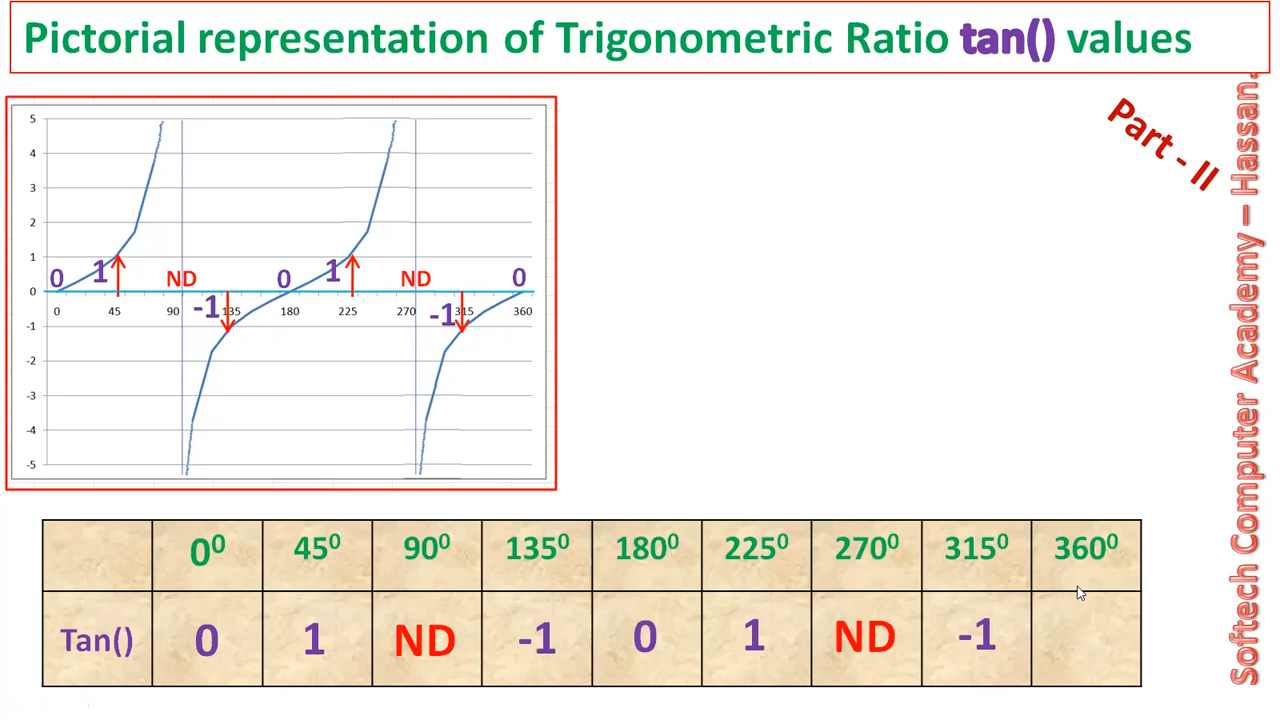 Pictorial representation of Trigonometric Ratio tan() values
Part - II
Softech Computer Academy – Hassan.
5
4
3
2
1
0
-1
-2
-3
-4
-5
0 1 ND -1 0 1 ND -1 0
0 45 90 135 180 225 270 315 360
0⁰ 45⁰ 90⁰ 135⁰ 180⁰ 225⁰ 270⁰ 315⁰ 360⁰
Tan() 0 1 ND -1 0 1 ND -1